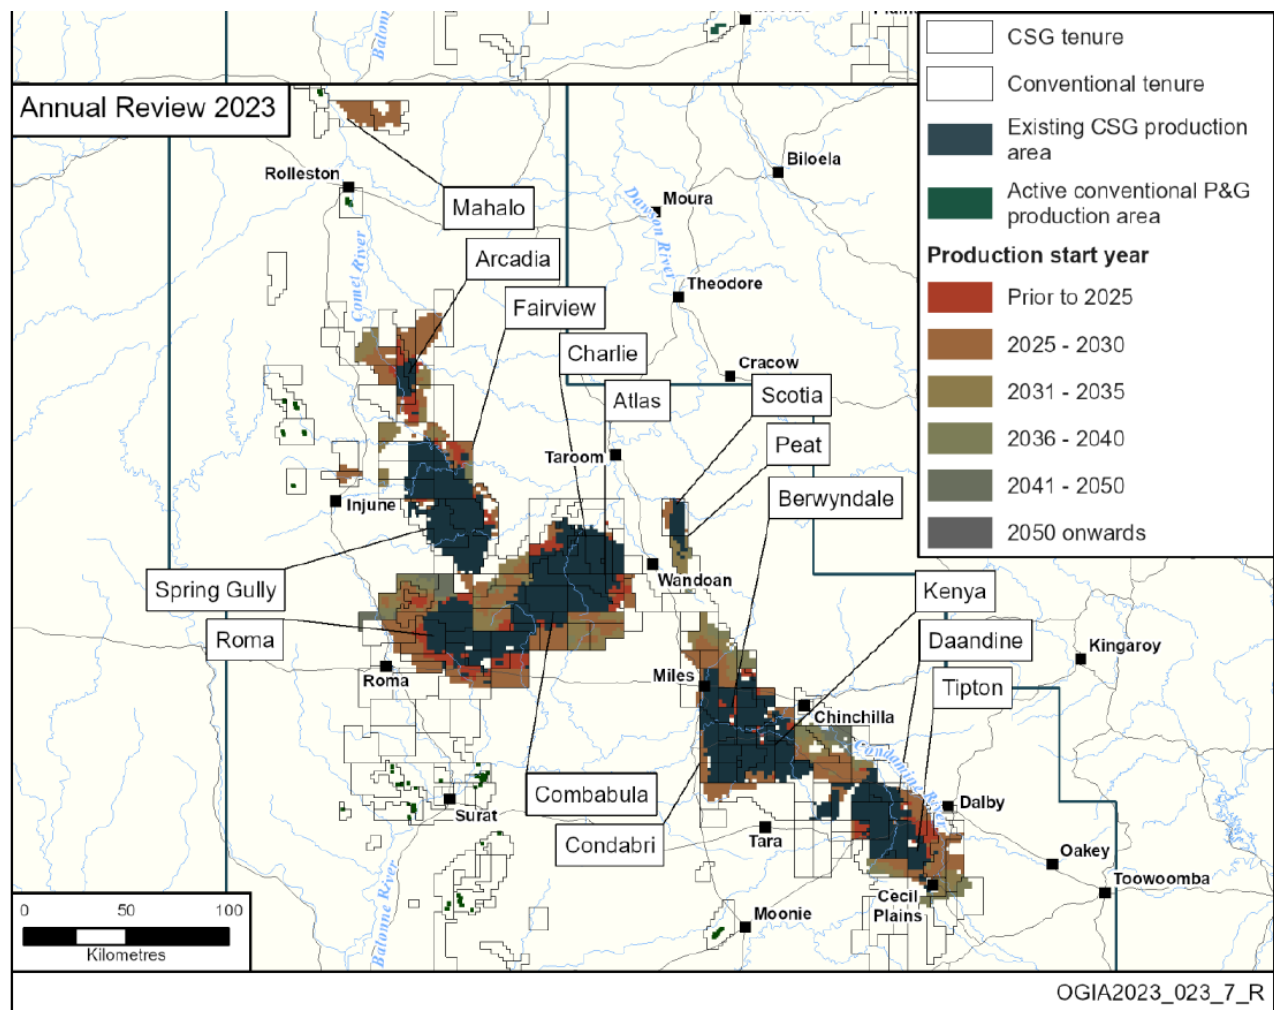 Balon
Plains
CSG tenure
Conventional tenure
Existing CSG production
area
Active conventional P&G
production area
Production start year
Prior to 2025
2025 - 2030
2031 - 2035
2036 - 2040
2041 - 2050
2050 onwards
Annual Review 2023
Rolleston
Biloela
Mahalo
Moura
Dawson River
Arcadia
Comet River
Theodore
Fairview
Charlie
Cracow
Atlas
Scotia
Taroom
Peat
Injune
Berwyndale
Spring Gully
Wandoan
Kenya
Roma
Daandine
Kingaroy
Roma
Miles
Tipton
Chinchilla
Condamine River
Combabula
Surat
Dalby
Condabri
Tara
Oakey
Toowoomba
Cecil
Plains
Balonne River
Moonie
0 50 100
Kilometres
OGIA2023_023_7_R